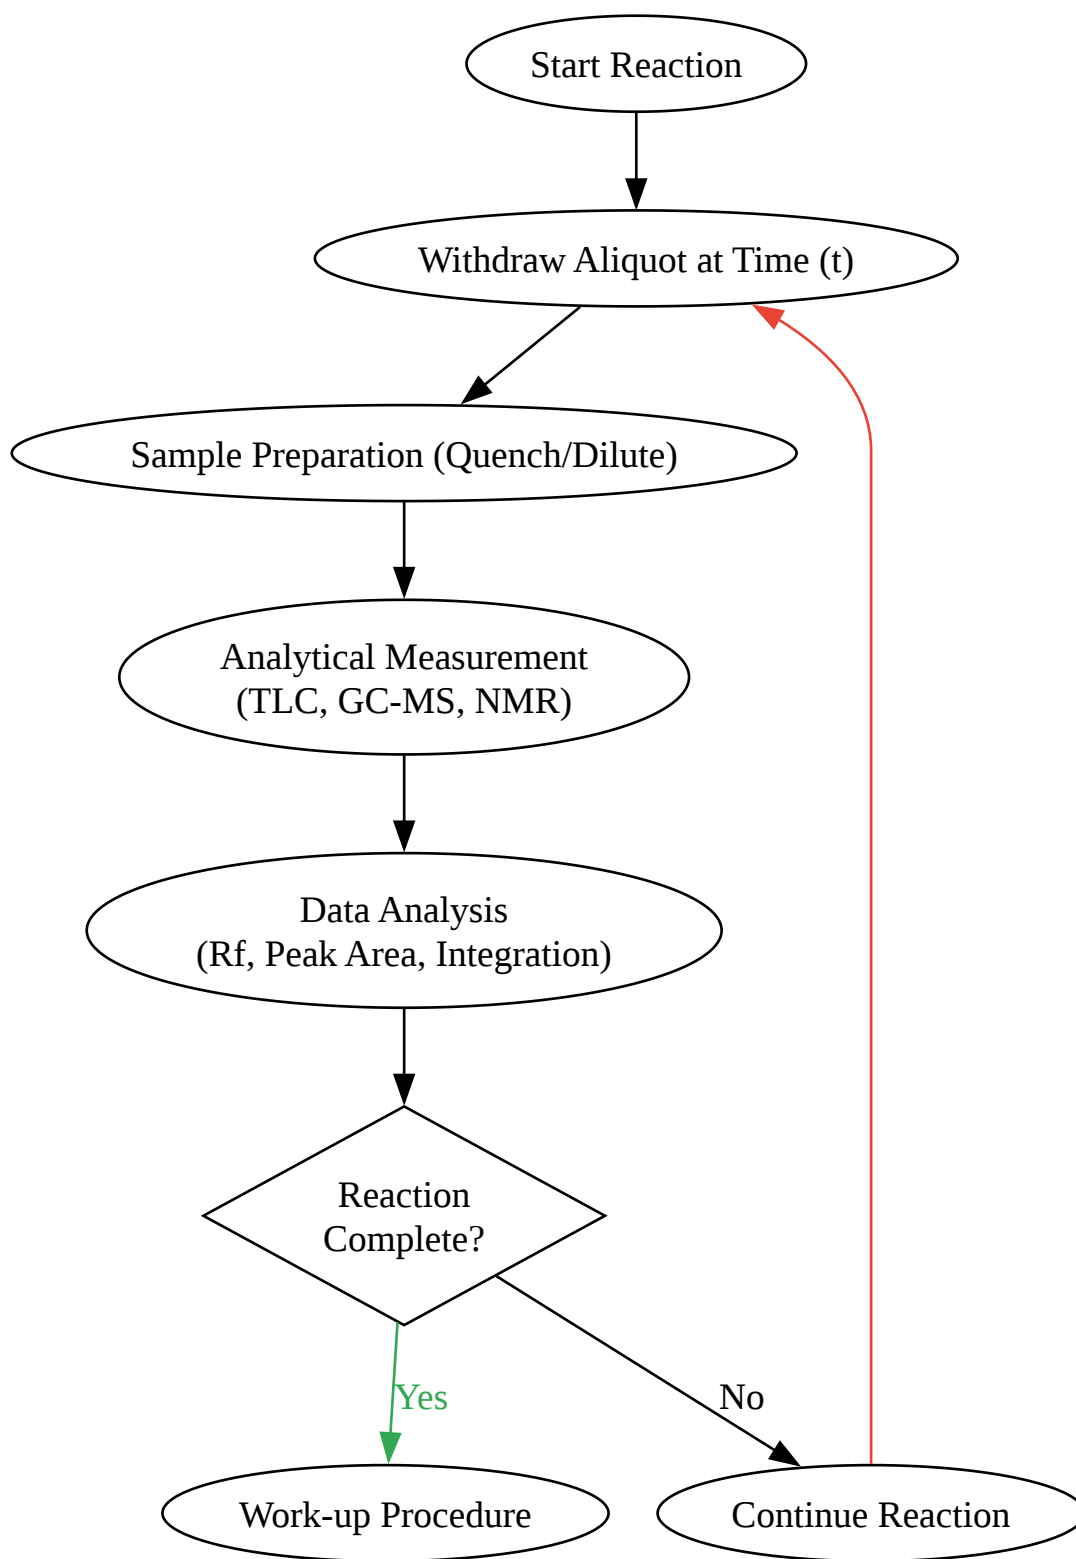 Start Reaction
Withdraw Aliquot at Time (t)
Sample Preparation (Quench/Dilute)
Analytical Measurement
(TLC, GC-MS, NMR)
Data Analysis
(Rf, Peak Area, Integration)
Reaction
Complete?
Yes
No
Work-up Procedure
Continue Reaction